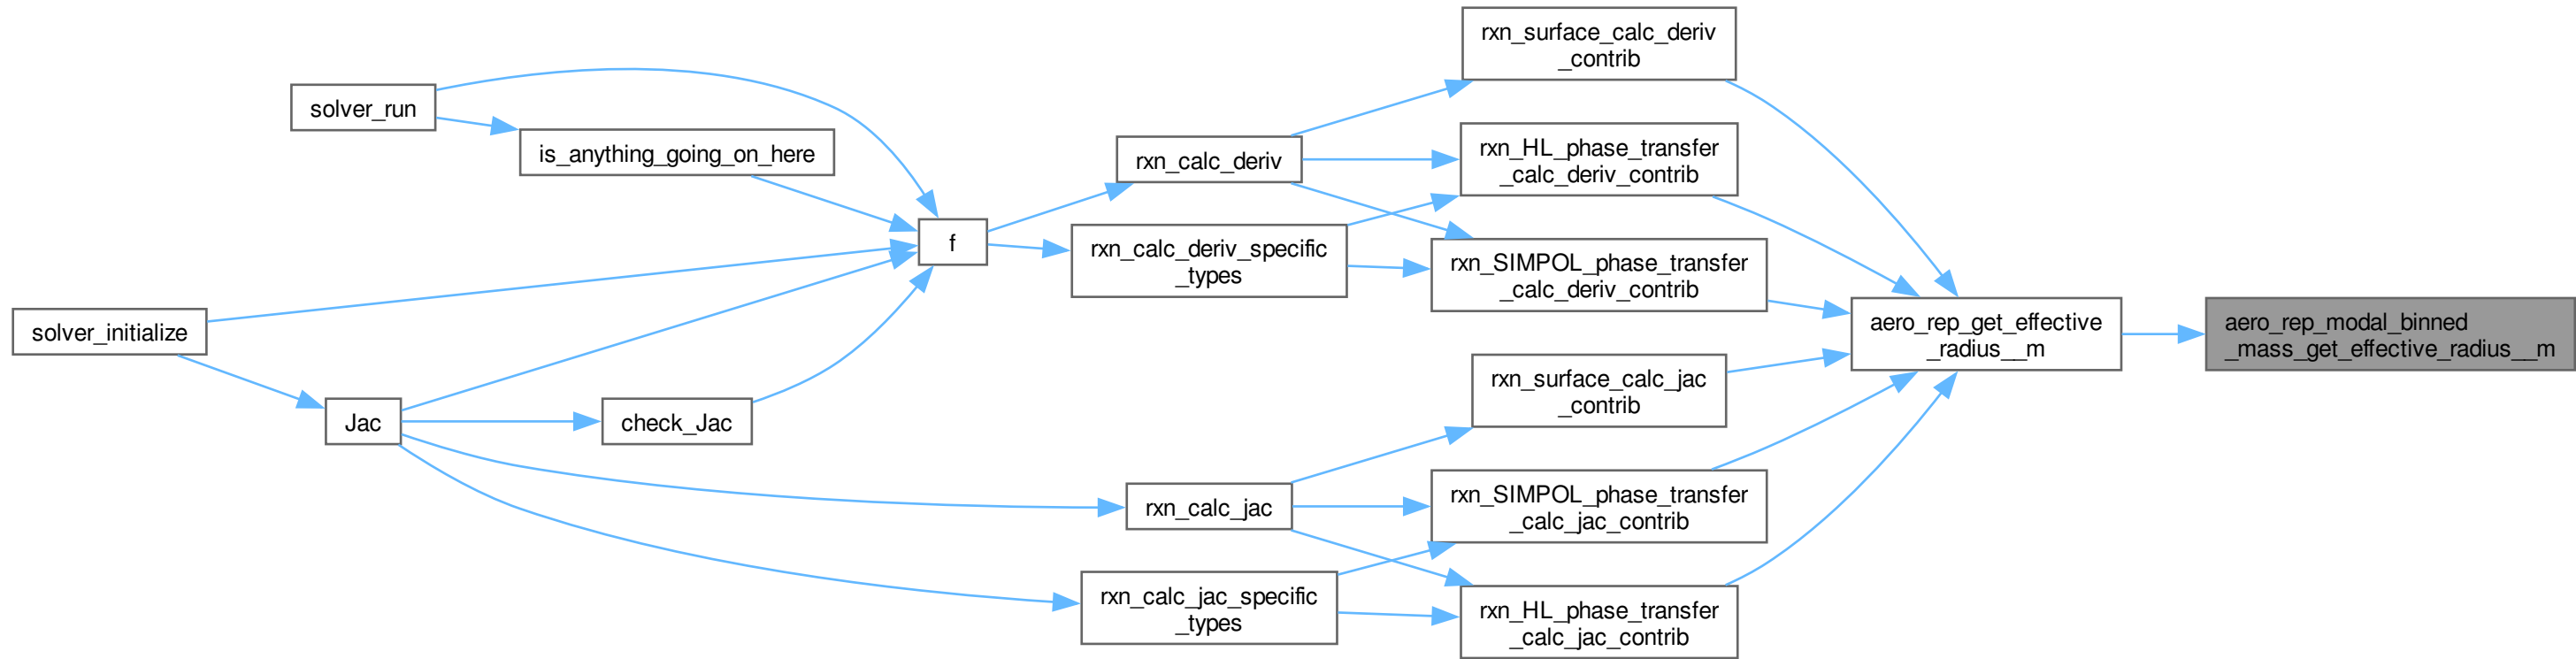 solver_initialize
solver_run
Jac
is_anything_going_on_here
check_Jac
f
rxn_calc_deriv
rxn_calc_deriv_specific
_types
rxn_calc_jac
rxn_calc_jac_specific
_types
rxn_surface_calc_deriv
_contrib
rxn_HL_phase_transfer
_calc_deriv_contrib
rxn_SIMPOL_phase_transfer
_calc_deriv_contrib
rxn_surface_calc_jac
_contrib
rxn_SIMPOL_phase_transfer
_calc_jac_contrib
rxn_HL_phase_transfer
_calc_jac_contrib
aero_rep_get_effective
_radius__m
aero_rep_modal_binned
_mass_get_effective_radius__m